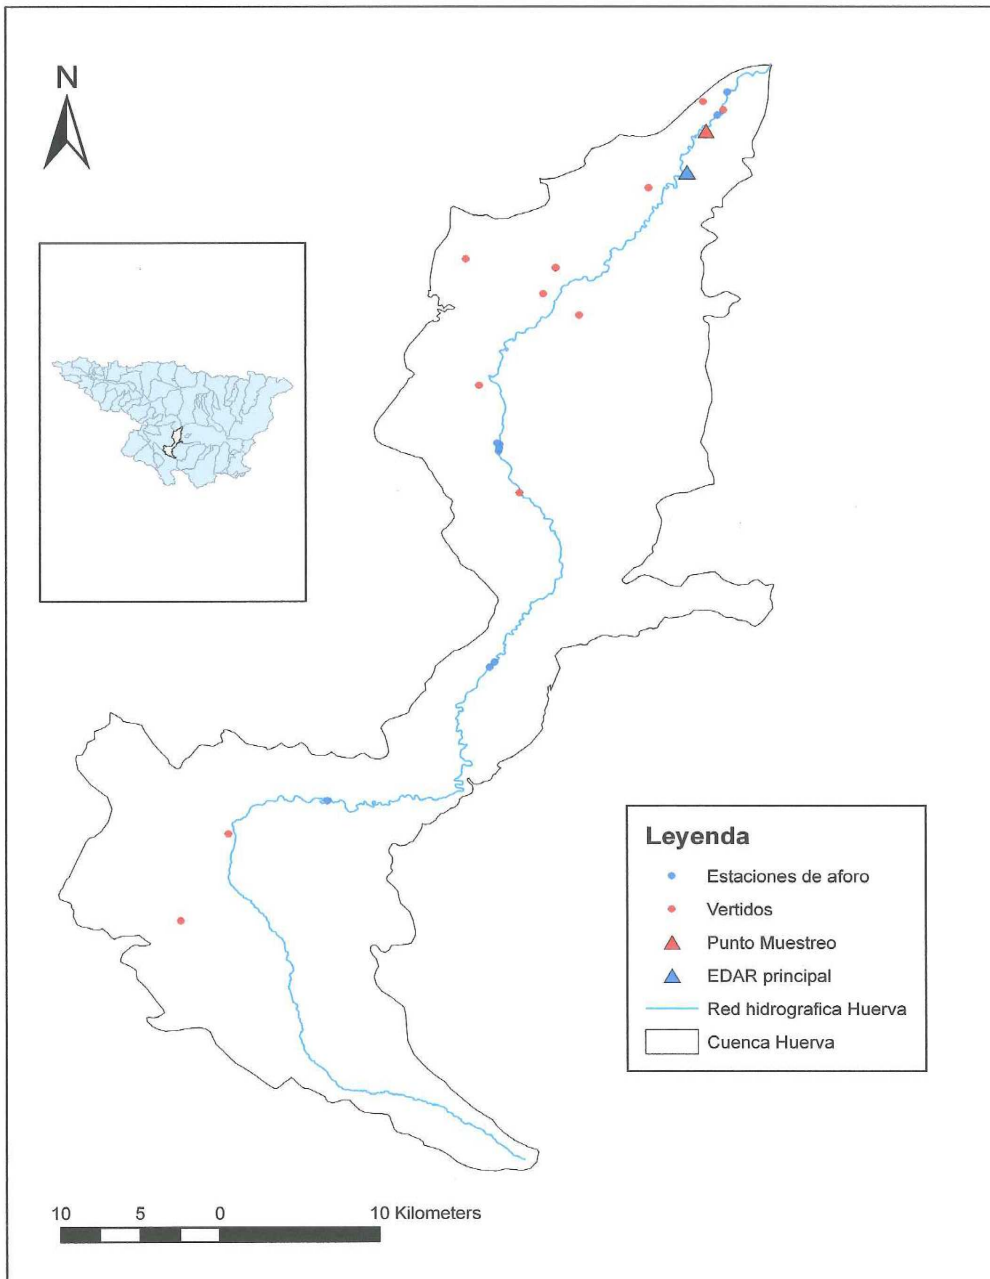 N
Leyenda
Estaciones de aforo
Vertidos
Punto Muestreo
EDAR principal
Red hidrografica Huerva
Cuenca Huerva
10 5 0 10 Kilometers